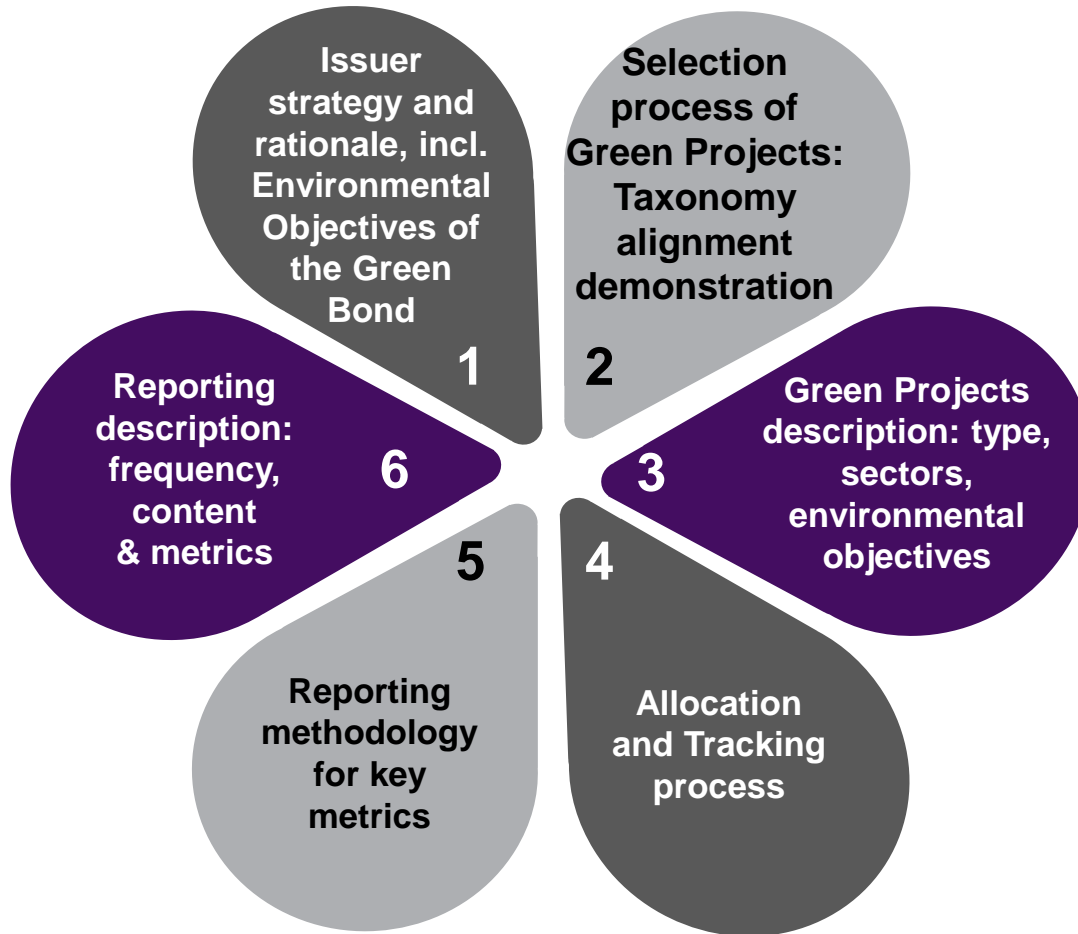 Issuer
strategy and
rationale, incl.
Environmental
Objectives of
the Green
Bond
1
Selection
process of
Green Projects:
Taxonomy
alignment
demonstration
2
Green Projects
description: type,
sectors,
environmental
objectives
3
Allocation
and Tracking
process
4
Reporting
methodology
for key
metrics
5
Reporting
description:
frequency,
content
& metrics
6